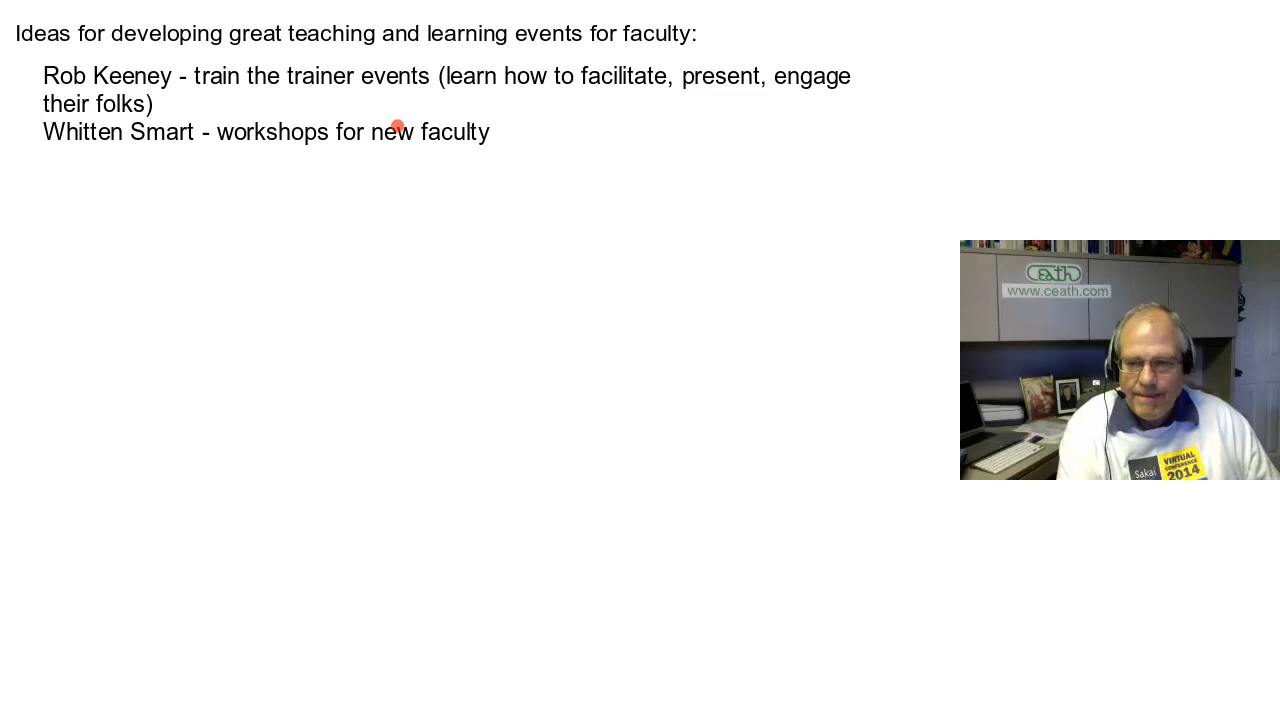 Ideas for developing great teaching and learning events for faculty:
Rob Keeney - train the trainer events (learn how to facilitate, present, engage
their folks)
Whitten Smart - workshops for new faculty
ceath
www.ceath.com
Sakai
VIRTUAL
CONFERENCE
2014